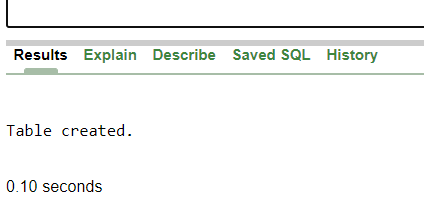 Results Explain Describe Saved SQL History
Table created.
0.10 seconds